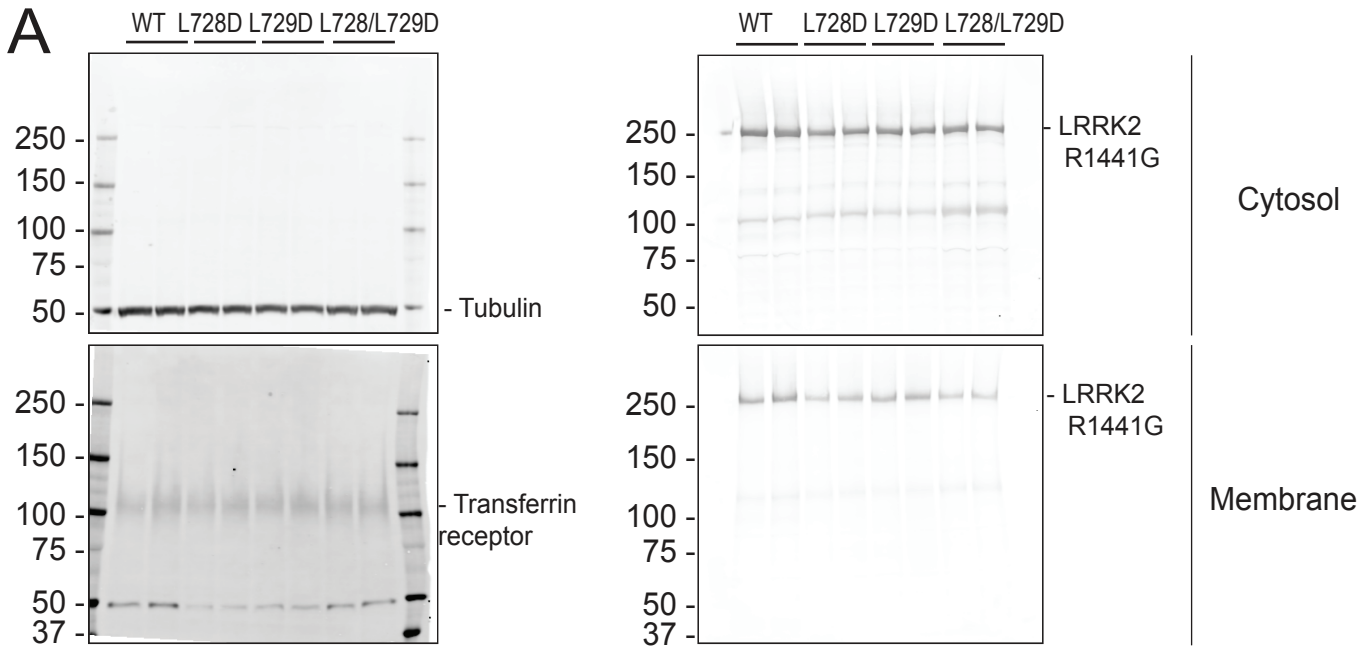 A
WT L728D L729D L728/L729D
250 -
150 -
100 -
75 -
50 -
- Tubulin
WT L728D L729D L728/L729D
250 -
150 -
100 -
75 -
50 -
- LRRK2
R1441G
Cytosol
250 -
150 -
100 -
75 -
50 -
37 -
- Transferrin
receptor
250 -
150 -
100 -
75 -
50 -
37 -
- LRRK2
R1441G
Membrane